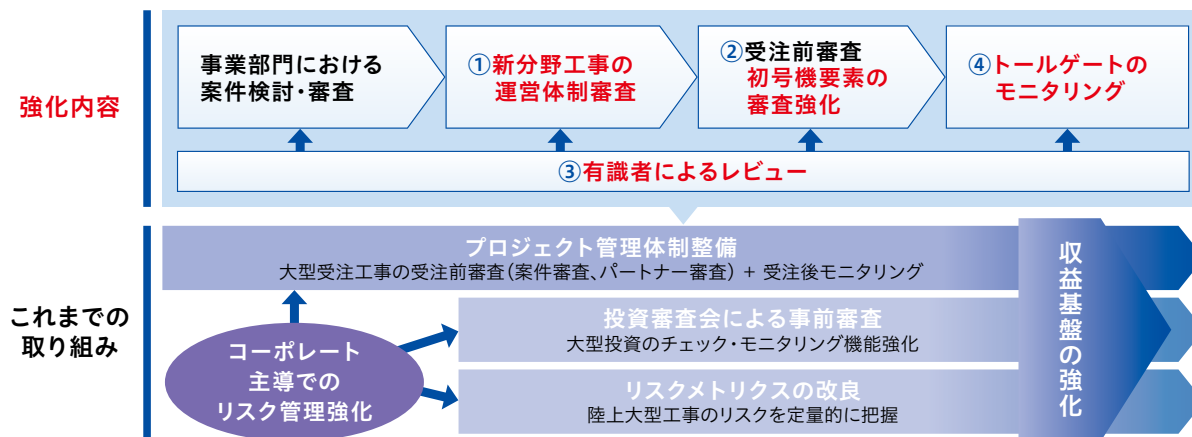 強化内容
事業部門における
案件検討・審査
①新分野工事の
運営体制審査
②受注前審査
初号機要素の
審査強化
④トールゲートの
モニタリング
③有識者によるレビュー
これまでの
取り組み
プロジェクト管理体制整備
大型受注工事の受注前審査(案件審査、パートナー審査) + 受注後モニタリング
コーポレート
主導での
リスク管理強化
投資審査会による事前審査
大型投資のチェック・モニタリング機能強化
リスクメトリクスの改良
陸上大型工事のリスクを定量的に把握
収益基盤の強化